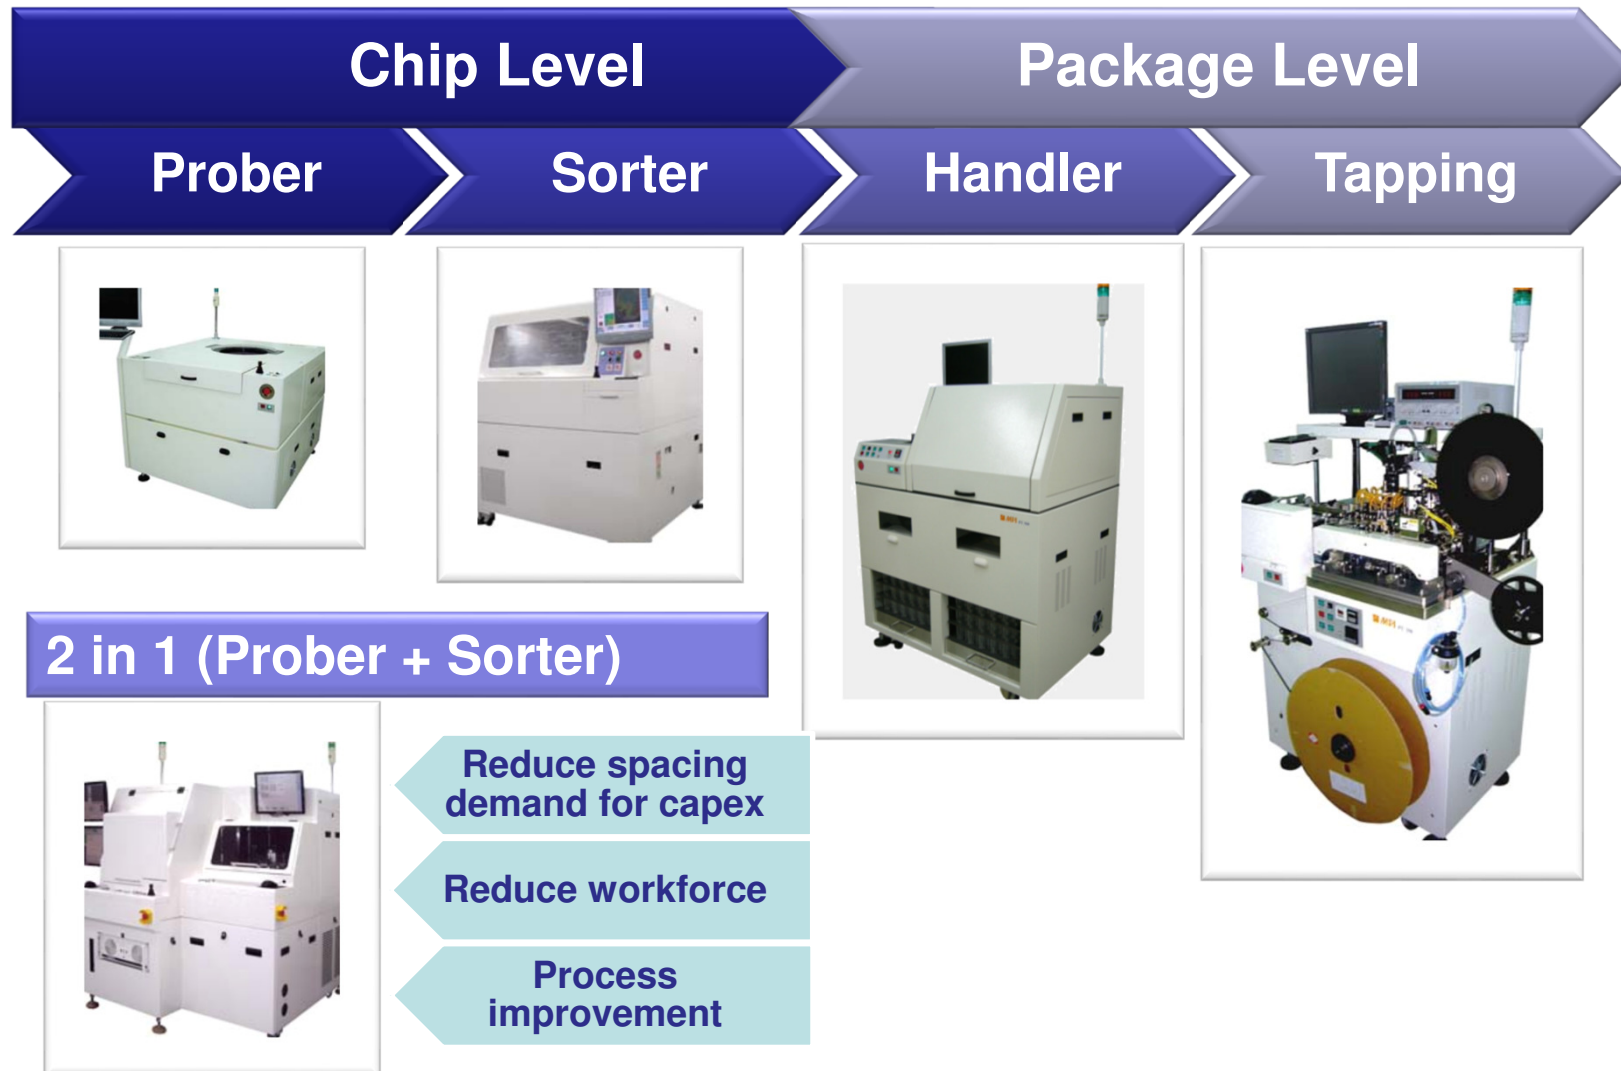 Chip Level
Package Level
Prober
Sorter
Handler
Tapping
2 in 1 (Prober + Sorter)
Reduce spacing
demand for capex
Reduce workforce
Process
improvement